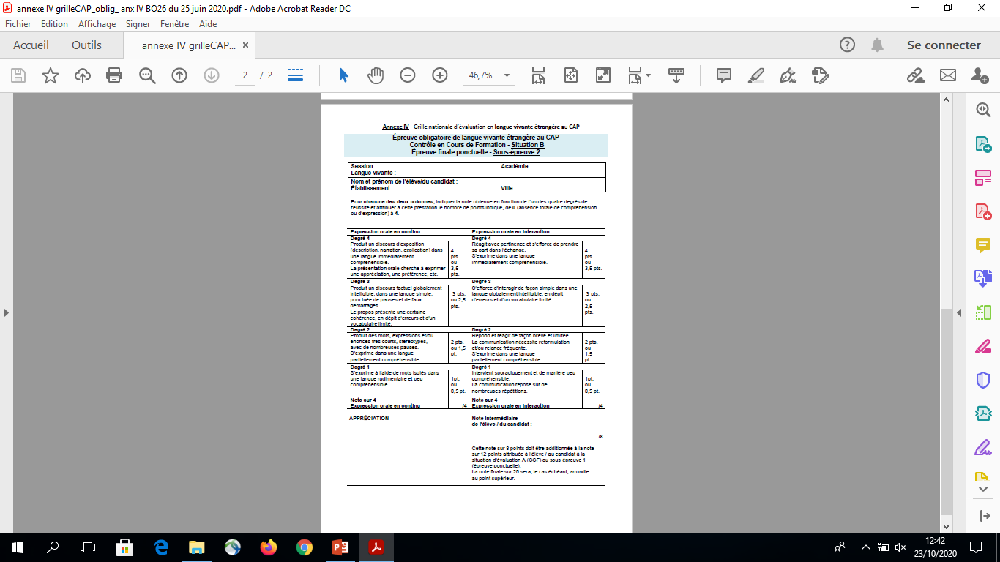 annexe IV grilleCAP_oblig_ anx IV BO26 du 25 juin 2020.pdf - Adobe Acrobat Reader DC
Fichier Edition Affichage Signer Fenêtre Aide
Accueil Outils annexe IV grilleCAP... × Se connecter
2 / 2 46,7%
Annexe IV - Grille nationale d'évaluation en langue vivante étrangère au CAP
Épreuve obligatoire de langue vivante étrangère au CAP
Contrôle en Cours de Formation - Situation B
Épreuve finale ponctuelle - Sous-épreuve 2
Session : Académie :
Langue vivante :
Nom et prénom de l'élève/du candidat :
Établissement : Ville :
Pour chacune des deux colonnes, indiquer la note obtenue en fonction de l'un des quatre degrés de
réussite et attribuer à cette prestation le nombre de points indiqué, de 0 (absence totale de compréhension
ou d'expression) à 4.
Expression orale en continu
Degré 4
Produit un discours d'exposition
(description, narration, explication) dans
une langue immédiatement
compréhensible.
La présentation orale cherche à exprimer
une appréciation, une préférence, etc.
4
pts.
ou
3,5
pts.
Expression orale en interaction
Degré 4
Réagit avec pertinence et s'efforce de prendre
sa part dans l'échange.
S'exprime dans une langue
immédiatement compréhensible.
4
pts.
ou
3,5 pts.
Degré 3
Produit un discours factuel globalement
intelligible, dans une langue simple,
ponctuée de pauses et de faux
démarrages.
Le propos présente une certaine
cohérence, en dépit d'erreurs et d'un
vocabulaire limité.
3 pts.
ou 2,5
pts.
Degré 3
S'efforce d'interagir de façon simple dans une
langue globalement intelligible, en dépit
d'erreurs et d'un vocabulaire limité.
3 pts.
ou
2,5
pts.
Degré 2
Produit des mots, expressions et/ou
énoncés très courts, stéréotypés,
avec de nombreuses pauses.
S'exprime dans une langue
partiellement compréhensible.
2 pts.
ou 1,5
pt.
Degré 2
Répond et réagit de façon brève et limitée.
La communication nécessite reformulation
et/ou relance fréquente.
S'exprime dans une langue
partiellement compréhensible.
2 pts.
ou
1,5
pt.
Degré 1
S'exprime à l'aide de mots isolés dans
une langue rudimentaire et peu
compréhensible.
1pt.
ou
0,5 pt.
Degré 1
Intervient sporadiquement et de manière peu
compréhensible.
La communication repose sur de
nombreuses répétitions.
1pt.
ou
0,5 pt.
Note sur 4
Expression orale en continu /4
Note sur 4
Expression orale en interaction /4
APPRÉCIATION
Note intermédiaire
de l'élève / du candidat :
.... /8
Cette note sur 8 points doit être additionnée à la note
sur 12 points attribuée à l'élève / au candidat à la
situation d'évaluation A (CCF) ou sous-épreuve 1
(épreuve ponctuelle).
La note finale sur 20 sera, le cas échéant, arrondie
au point supérieur.
12:42
23/10/2020